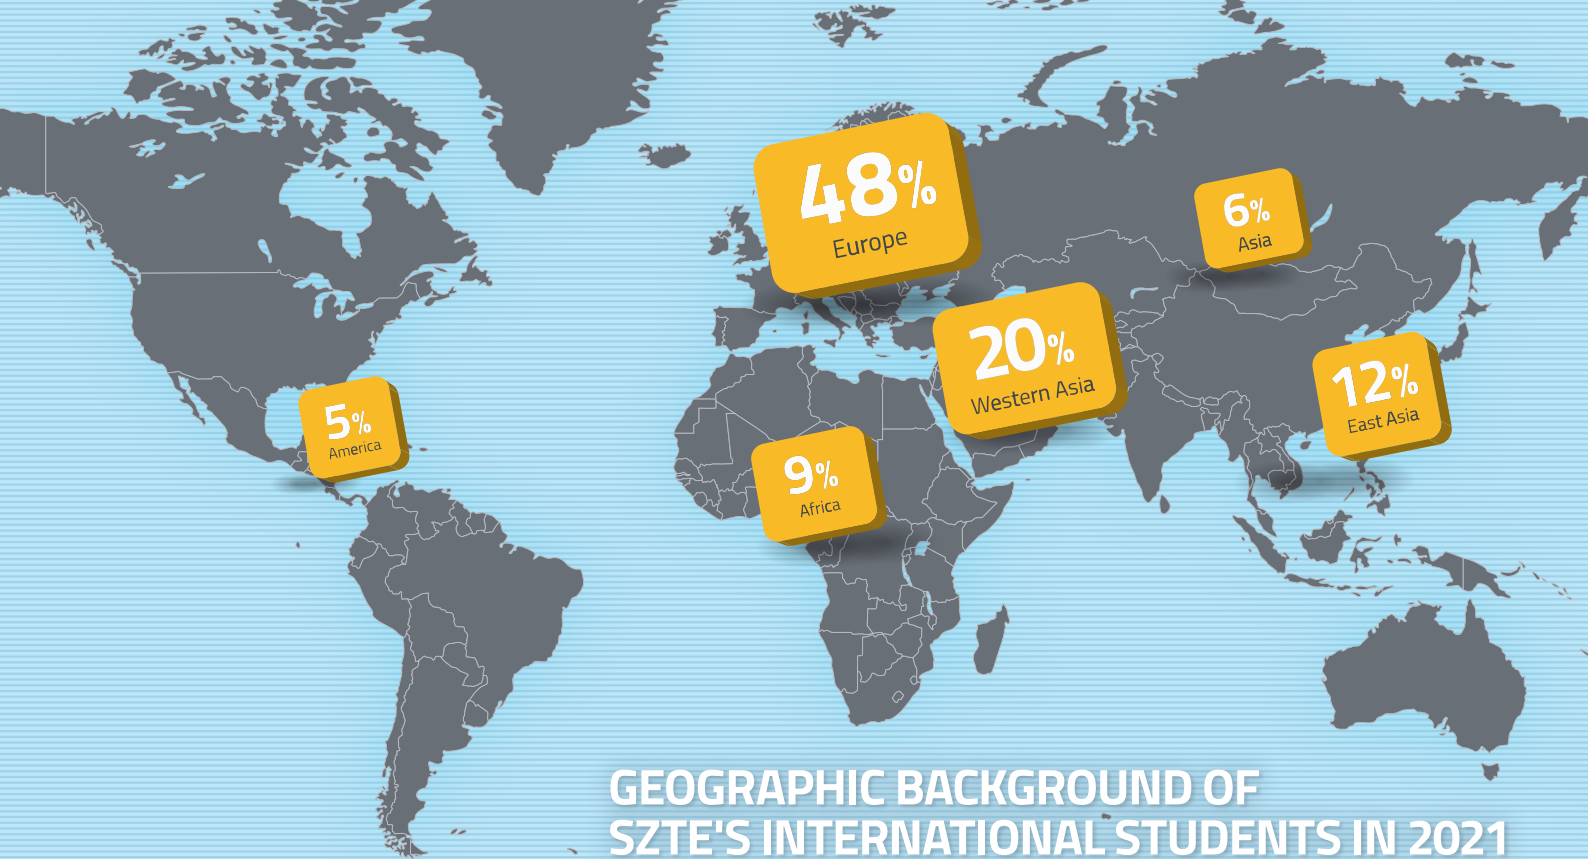 48%
Europe
6%
Asia
20%
Western Asia
12%
East Asia
5%
America
9%
Africa
GEOGRAPHIC BACKGROUND OF
SZTE'S INTERNATIONAL STUDENTS IN 2021